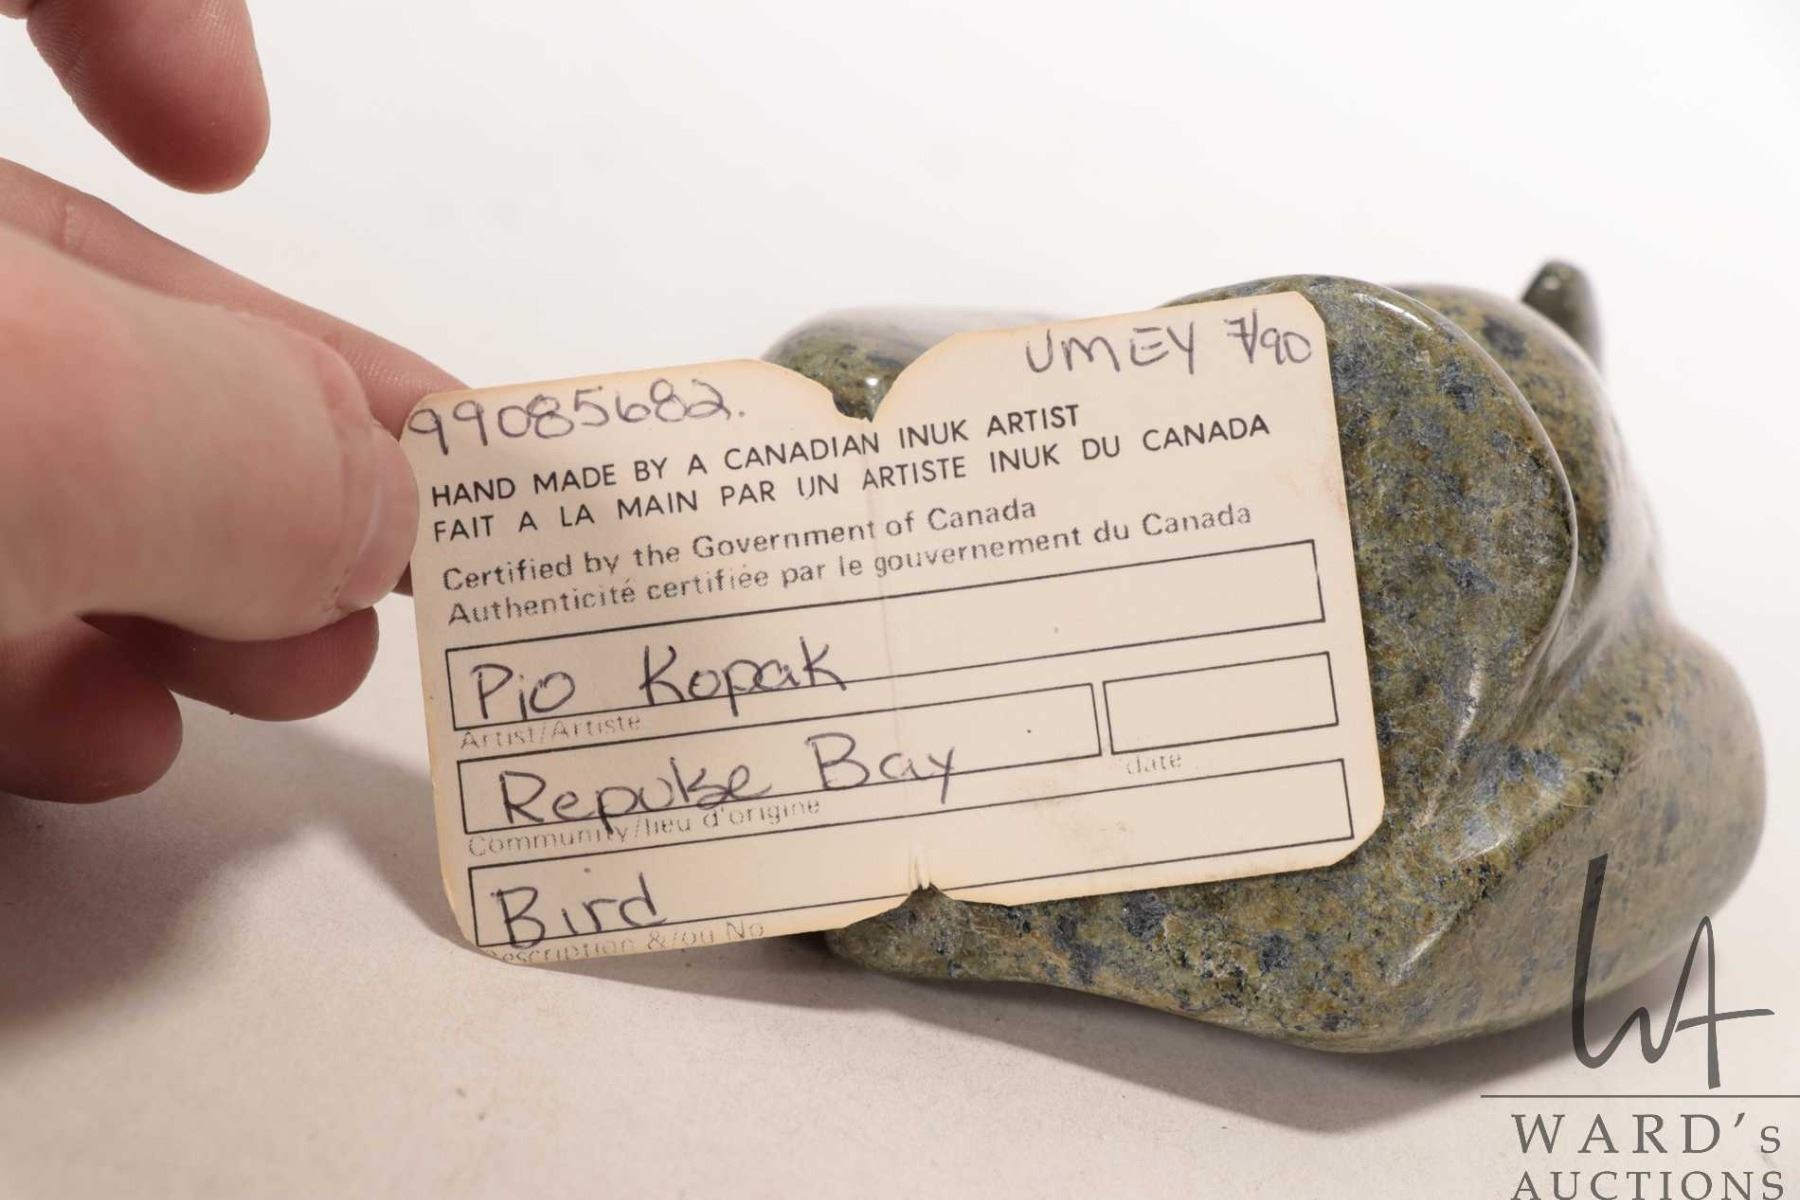 99085682.
UMEY 7/90
HAND MADE BY A CANADIAN INUK ARTIST
FAIT A LA MAIN PAR UN ARTISTE INUK DU CANADA
Certified by the Government of Canada
Authenticité certifiée par le gouvernement du Canada
Pio Kopak
Artist/Artiste
Repulse Bay
Community/lieu d'origine
date
Bird
escription &/ou No
WARD's
AUCTIONS